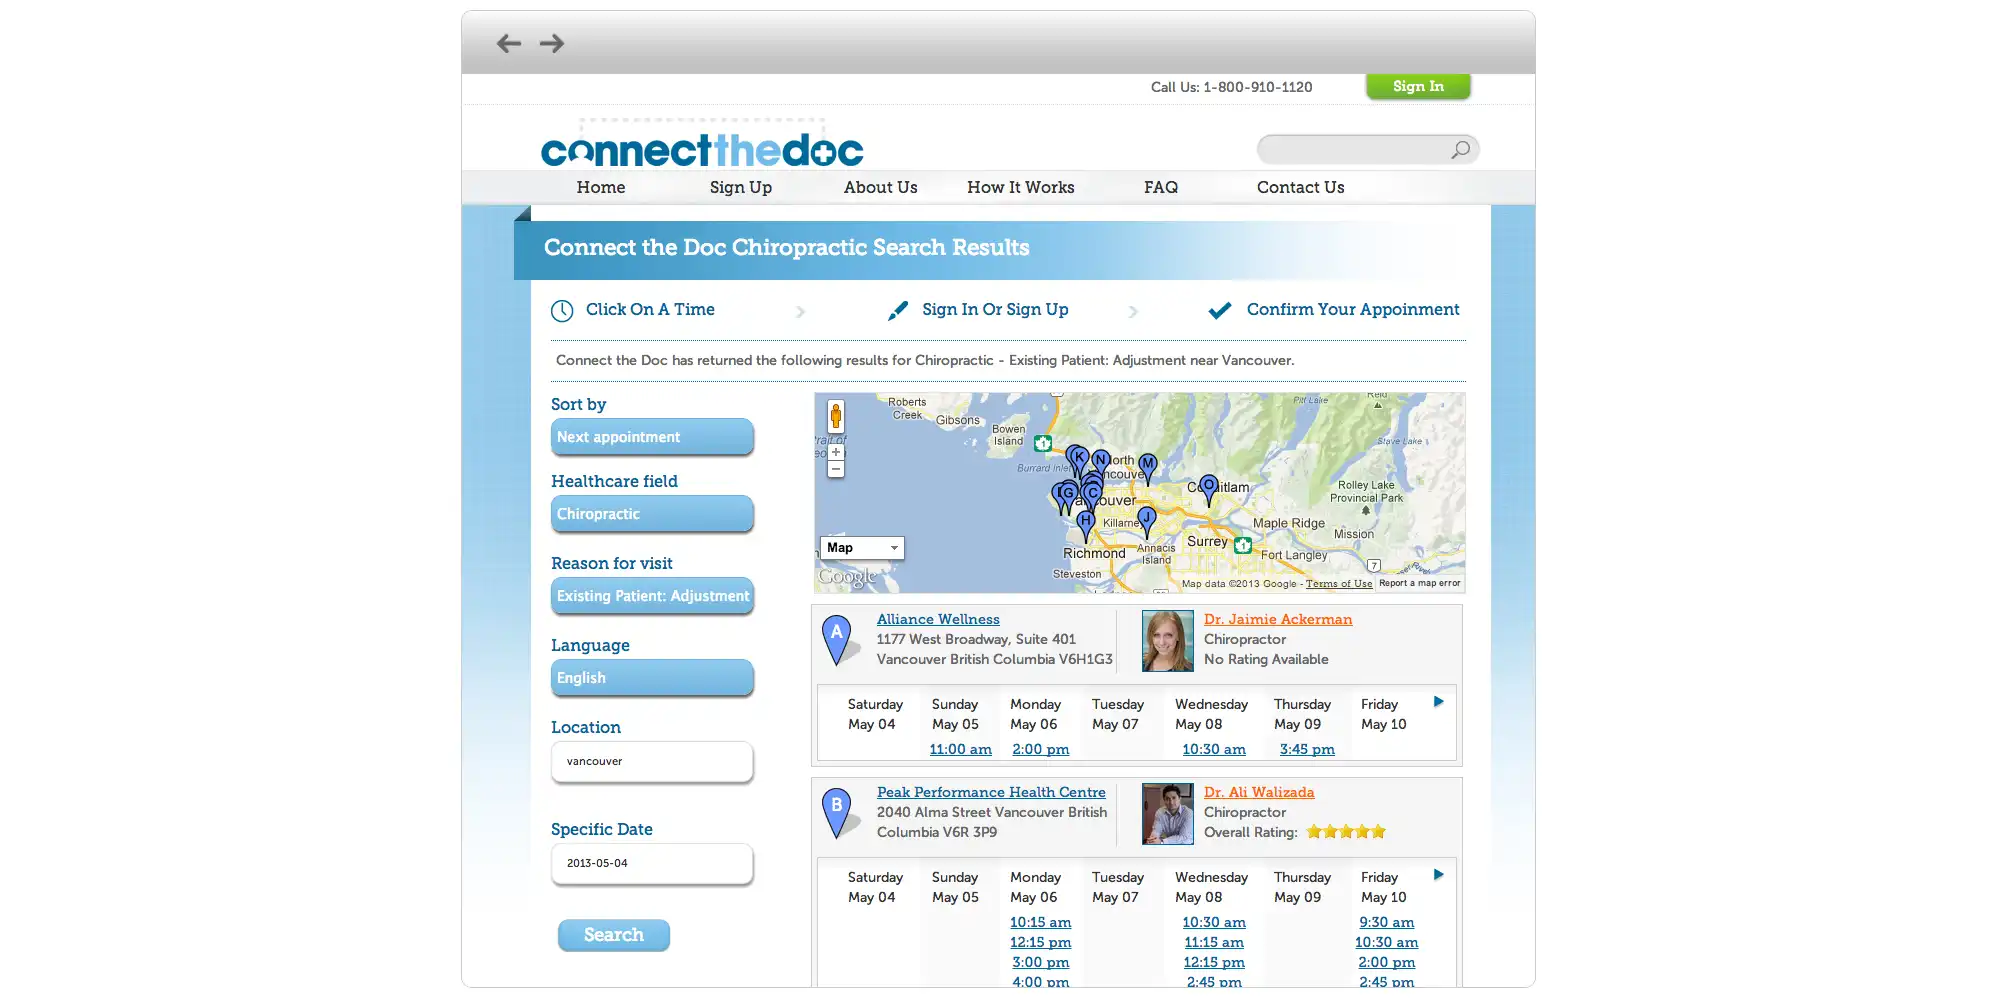 Call Us: 1-800-910-1120
Sign In
connectthedoc
Home Sign Up About Us How It Works FAQ Contact Us
Connect the Doc Chiropractic Search Results
Click On A Time
Sign In Or Sign Up
Confirm Your Appoinment
Connect the Doc has returned the following results for Chiropractic - Existing Patient: Adjustment near Vancouver.
Sort by
Next appointment
Healthcare field
Chiropractic
Reason for visit
Existing Patient: Adjustment
Language
English
Location
vancouver
Specific Date
2013-05-04
Search
Roberts
Creek
Gibsons
Bowen
Island
Burrard Inlet
Pitt Lake
Stave Lake
Rolley Lake
Provincial Park
Maple Ridge
Mission
Killarney
Surrey
Fort Langley
Richmond
Annacis
Island
Steveston
K
N
M
G
C
O
H
J
1
1
7
+
−
Map
Google
Map data ©2013 Google - Terms of Use
Report a map error
A
Alliance Wellness
1177 West Broadway, Suite 401
Vancouver British Columbia V6H1G3
Dr. Jaimie Ackerman
Chiropractor
No Rating Available
Saturday Sunday Monday Tuesday Wednesday Thursday Friday
May 04 May 05 May 06 May 07 May 08 May 09 May 10
11:00 am 2:00 pm 10:30 am 3:45 pm
B
Peak Performance Health Centre
2040 Alma Street Vancouver British
Columbia V6R 3P9
Dr. Ali Walizada
Chiropractor
Overall Rating:
Saturday Sunday Monday Tuesday Wednesday Thursday Friday
May 04 May 05 May 06 May 07 May 08 May 09 May 10
10:15 am 10:30 am 9:30 am
12:15 pm 11:15 am 10:30 am
3:00 pm 12:15 pm 2:00 pm
4:00 pm 2:45 pm 2:45 pm